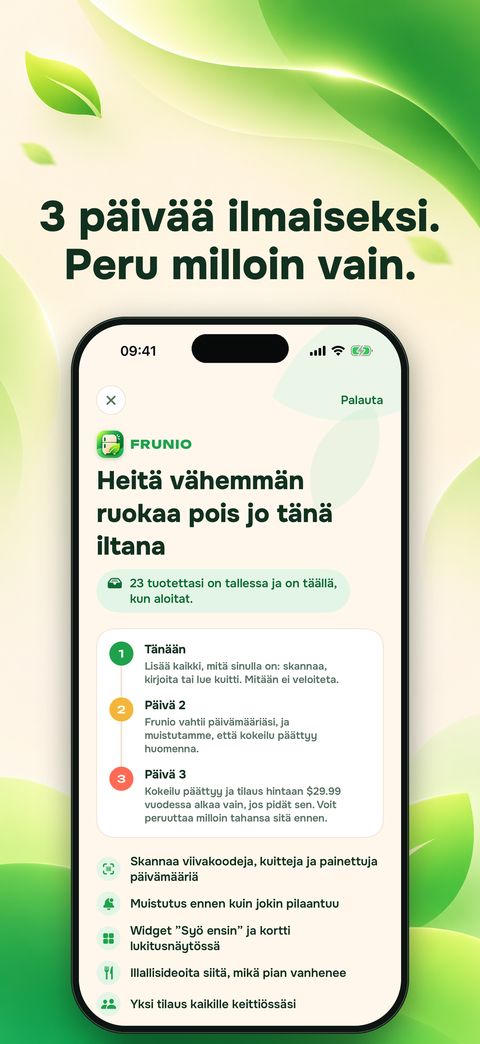 3 päivää ilmaiseksi.
Peru milloin vain.
09:41
Palauta
FRUNIO
Heitä vähemmän
ruokaa pois jo tänä
iltana
23 tuotettasi on tallessa ja on täällä,
kun aloitat.
1
Tänään
Lisää kaikki, mitä sinulla on: skannaa,
kirjoita tai lue kuitti. Mitään ei veloiteta.
2
Päivä 2
Frunio vahtii päivämääriäsi, ja
muistutamme, että kokeilu päättyy
huomenna.
3
Päivä 3
Kokeilu päättyy ja tilaus hintaan $29.99
vuodessa alkaa vain, jos pidät sen. Voit
peruuttaa milloin tahansa sitä ennen.
Skannaa viivakoodeja, kuitteja ja painettuja
päivämääriä
Muistutus ennen kuin jokin pilaantuu
Widget ”Syö ensin” ja kortti
lukitusnäytössä
Illallisideoita siitä, mikä pian vanhenee
Yksi tilaus kaikille keittiössäsi